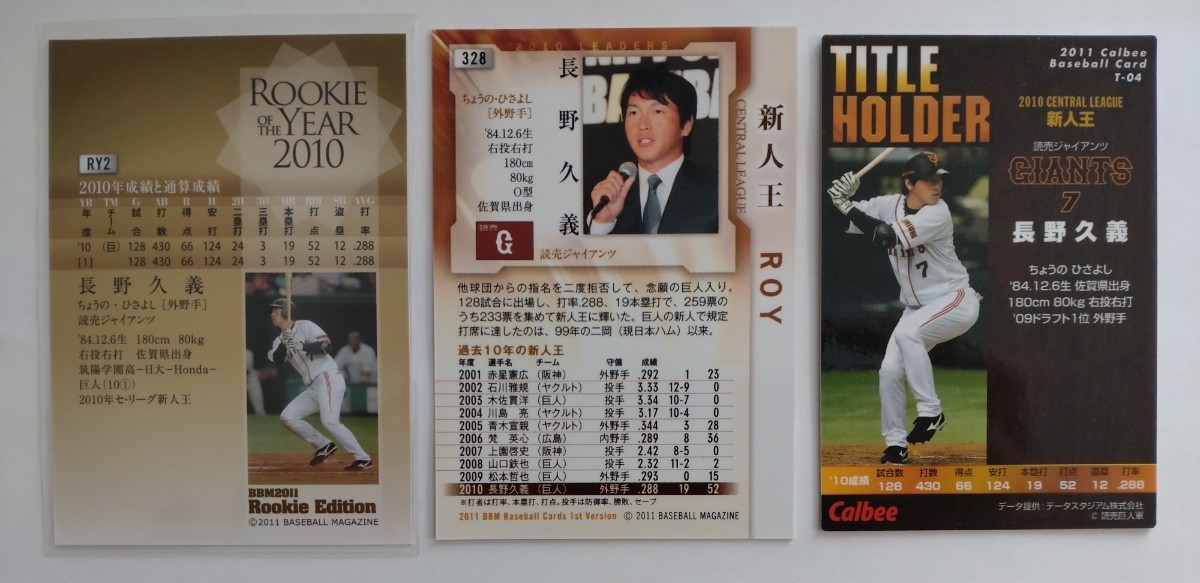 ROOKIE
OF THE YEAR
2010
RY2
2010年成績と通算成績
YR TM G AB R H 2B 3B HR RBI SB AVG
年度 チーム 試合 打数 得点 安打 二塁打 三塁打 本塁打 打点 盗塁 打率
'10 (巨) 128 430 66 124 24 3 19 52 12 .288
[1] 128 430 66 124 24 3 19 52 12 .288
長野久義
ちょうの・ひさよし [外野手]
読売ジャイアンツ
'84.12.6生 180cm 80kg
右投右打 佐賀県出身
筑陽学園高−日大−Honda−
巨人(10①)
2010年セ・リーグ新人王
BBM2011
Rookie Edition
©2011 BASEBALL MAGAZINE
328
2010 LEADERS
長野久義
ちょうの・ひさよし
[外野手]
'84.12.6生
右投右打
180cm
80kg
O型
佐賀県出身
読売
G
読売ジャイアンツ
BA
CENTRAL LEAGUE
新人王 ROY
他球団からの指名を二度拒否して、念願の巨人入り。
128試合に出場し、打率.288、19本塁打で、259票の
うち233票を集めて新人王に輝いた。巨人の新人で規定
打席に達したのは、99年の二岡（現日本ハム）以来。
過去10年の新人王
年度 選手名 チーム 守備 成績
2001 赤星憲広 (阪神) 外野手 .292 1 23
2002 石川雅規 (ヤクルト) 投手 3.33 12-9 0
2003 木佐貫洋 (巨人) 投手 3.34 10-7 0
2004 川島 亮 (ヤクルト) 投手 3.17 10-4 0
2005 青木宣親 (ヤクルト) 外野手 .344 3 28
2006 梵 英心 (広島) 内野手 .289 8 36
2007 上園啓史 (阪神) 投手 2.42 8-5 0
2008 山口鉄也 (巨人) 投手 2.32 11-2 2
2009 松本哲也 (巨人) 外野手 .293 0 15
2010 長野久義 (巨人) 外野手 .288 19 52
※打者は打率、本塁打、打点。投手は防御率、勝敗、セーブ
2011 BBM Baseball Cards 1st Version © 2011 BASEBALL MAGAZINE
TITLE
HOLDER
2011 Calbee
Baseball Card
T-04
2010 CENTRAL LEAGUE
新人王
読売ジャイアンツ
GIANTS
7
長野久義
ちょうの ひさよし
'84.12.6生 佐賀県出身
180cm 80kg 右投右打
'09ドラフト1位 外野手
7
'10成績
試合数 打数 得点 安打 本塁打 打点 盗塁 打率
128 430 66 124 19 52 12 .288
Calbee
データ提供：データスタジアム株式会社
© 読売巨人軍